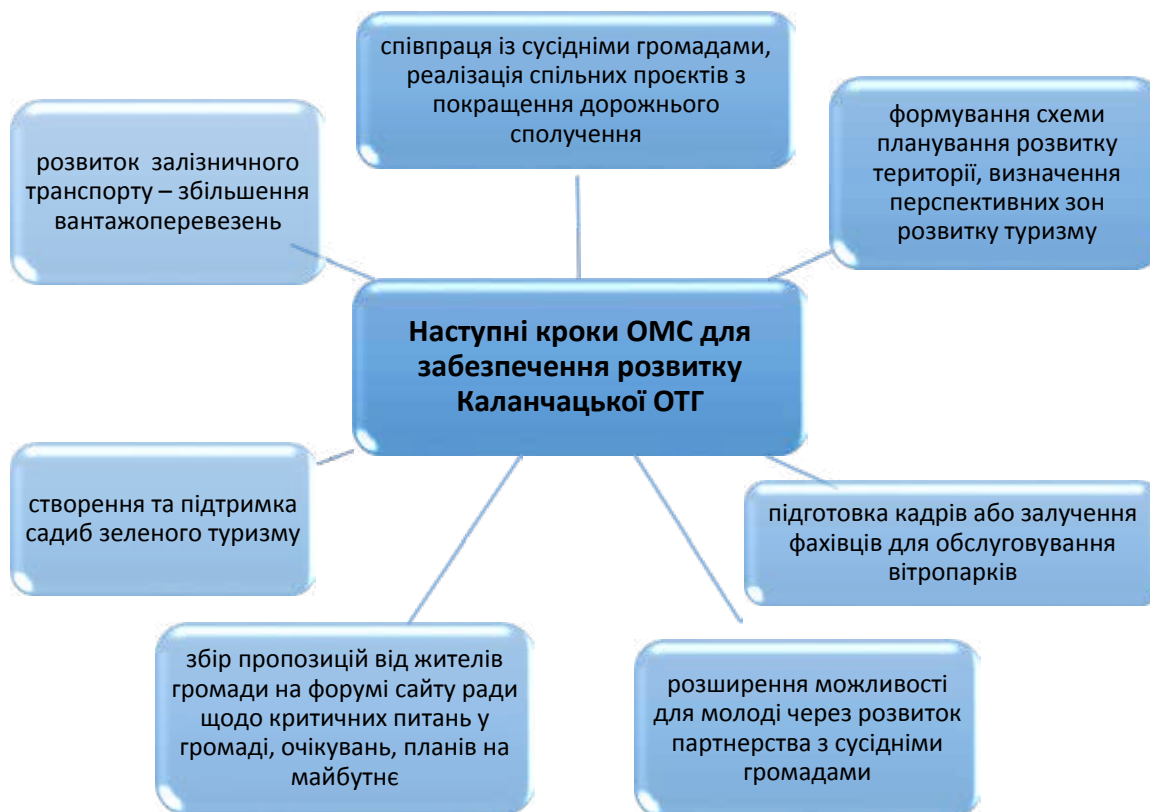 співпраця із сусідніми громадами,
реалізація спільних проєктів з
покращення дорожнього
сполучення
формування схеми
планування розвитку
території, визначення
перспективних зон
розвитку туризму
розвиток залізничного
транспорту – збільшення
вантажоперевезень
Наступні кроки ОМС для
забезпечення розвитку
Каланчацької ОТГ
створення та підтримка
садиб зеленого туризму
підготовка кадрів або залучення
фахівців для обслуговування
вітропарків
збір пропозицій від жителів
громади на форумі сайту ради
щодо критичних питань у
громаді, очікувань, планів на
майбутнє
розширення можливості
для молоді через розвиток
партнерства з сусідніми
громадами